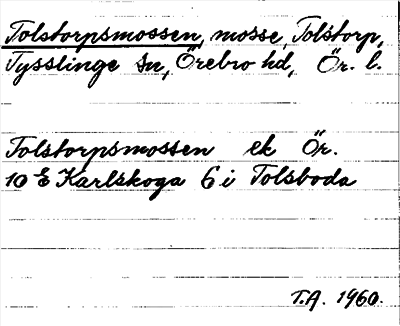 Tolstorpsmossen, mosse, Tolstorp,
Tysslinge sn, Örebro hd, Ör. l.
Tolstorpsmossen ek Ör.
10 E Karlskoga 6 i Tolsboda
T.A. 1960.